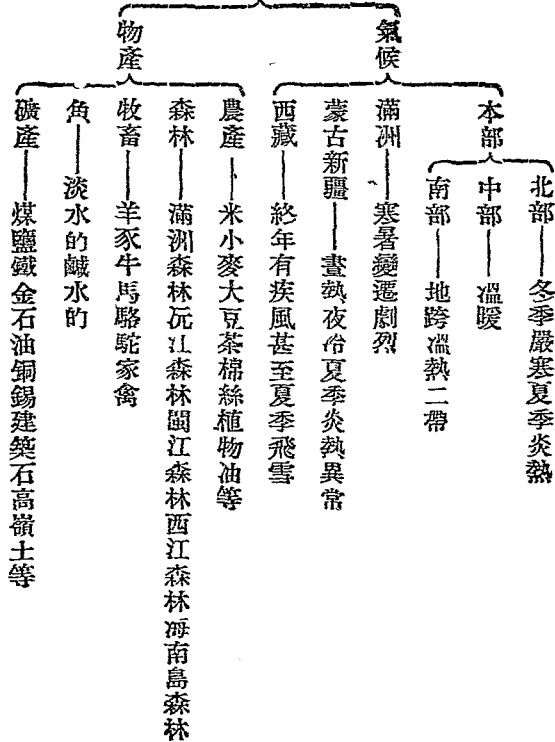 氣候
本部
北部——冬季嚴寒夏季炎熱
中部——溫暖
南部——地跨溫熱二帶
滿洲——寒暑變遷劇烈
蒙古新疆——晝熱夜冷夏季炎熱異常
西藏——終年有疾風甚至夏季飛雪
物產
農產——米小麥大豆茶棉絲植物油等
森林——滿洲森林沅江森林閩江森林西江森林海南島森林
牧畜——羊豕牛馬駱駝家禽
魚——淡水的鹹水的
礦產——煤鹽鐵金石油銅錫建築石高嶺土等